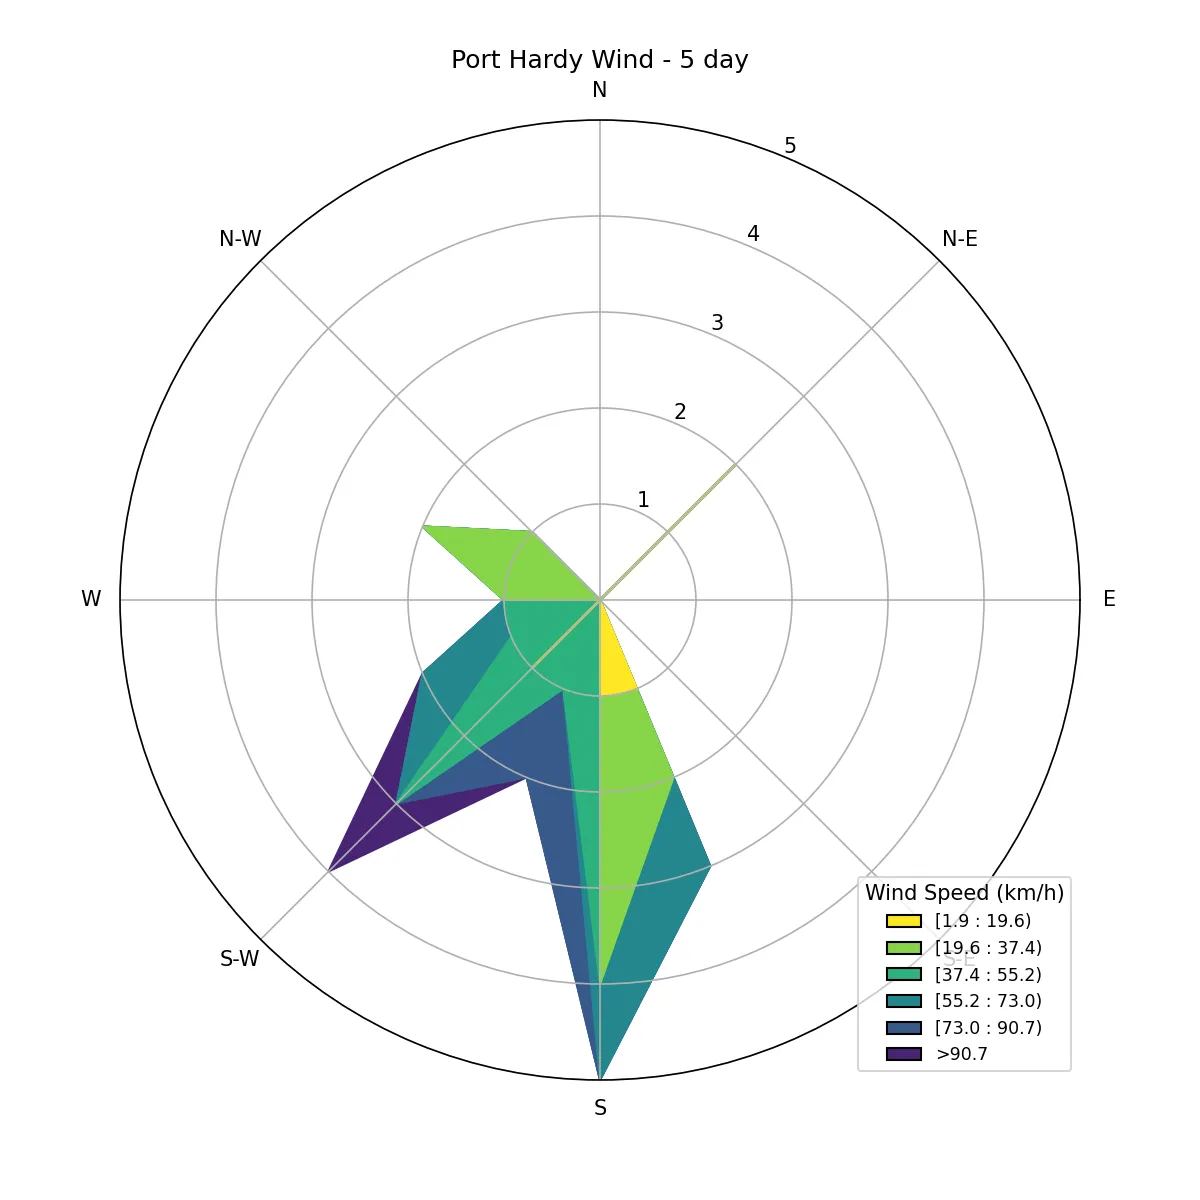 Port Hardy Wind - 5 day
N
5
N-W
N-E
4
3
2
1
W
E
Wind Speed (km/h)
[1.9 : 19.6)
[19.6 : 37.4)
S-W
S-E
[37.4 : 55.2)
[55.2 : 73.0)
[73.0 : 90.7)
>90.7
S